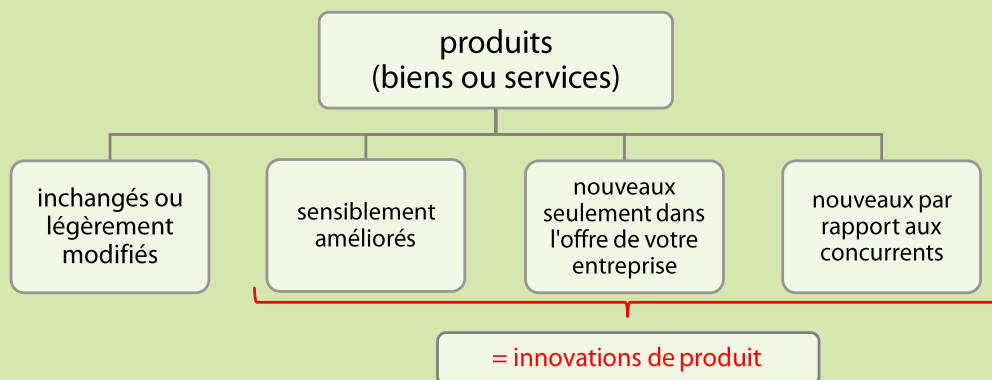 produits
(biens ou services)
inchangés ou
légèrement
modifiés
sensiblement
améliorés
nouveaux
seulement dans
l'offre de votre
entreprise
nouveaux par
rapport aux
concurrents
= innovations de produit